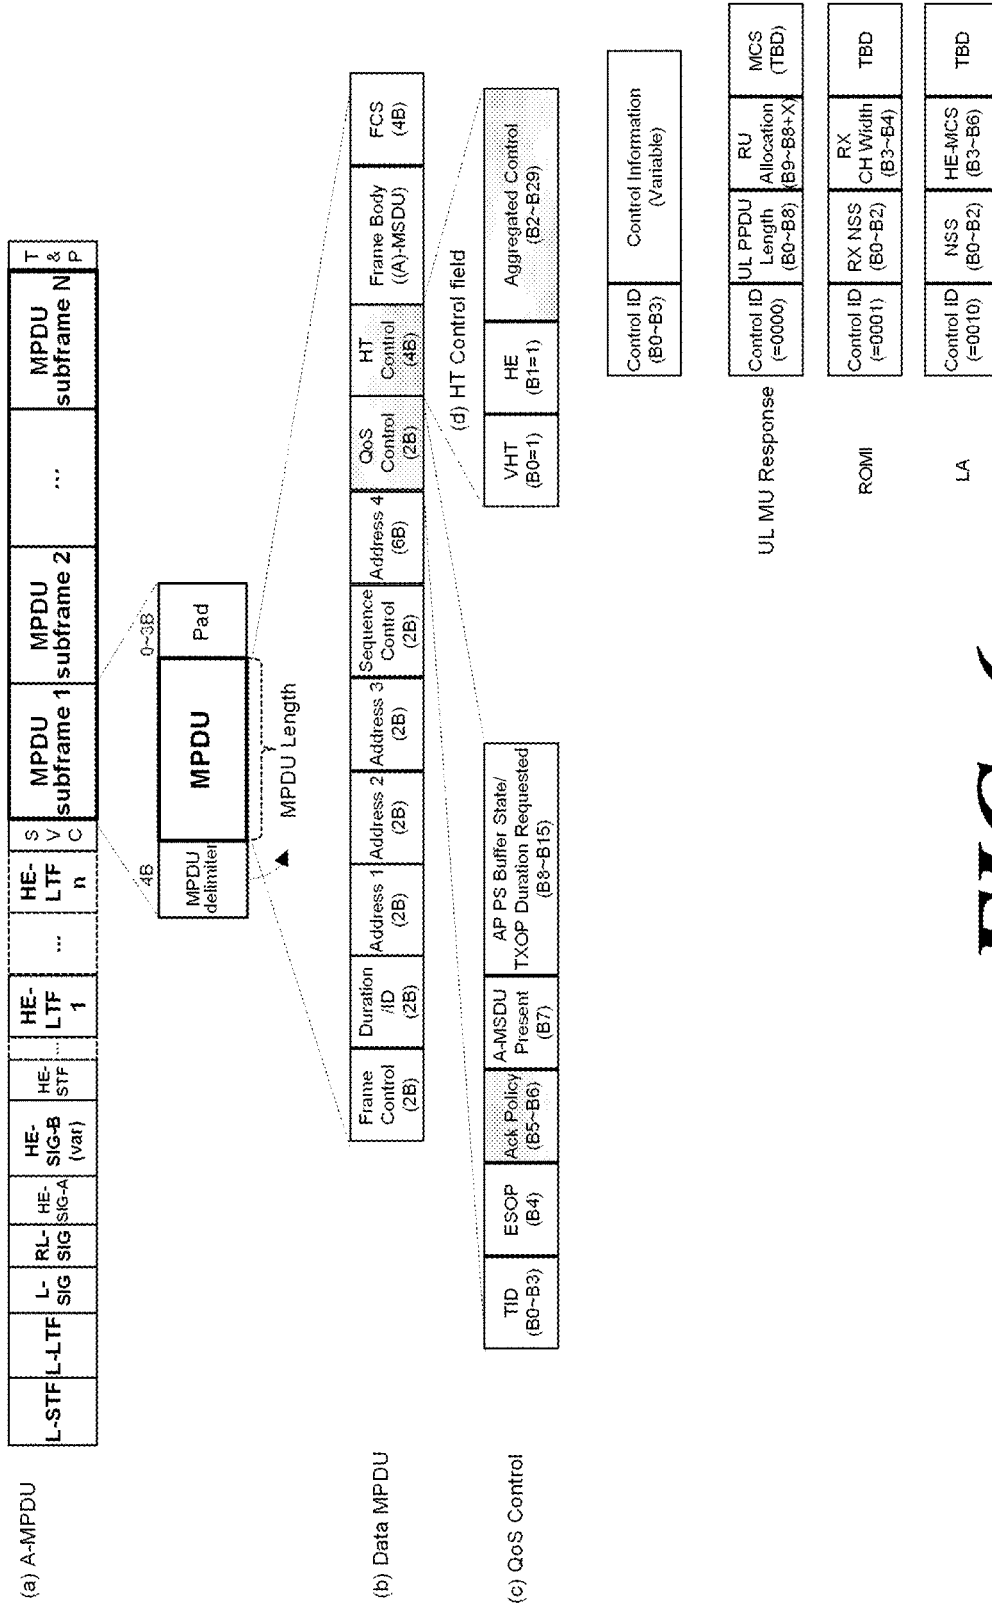 (a) A-MPDU
L-STF
L-LTF
L-
SIG
RL-
SIG
HE-
SIG-A
HE-
SIG-B
(var)
HE-
STF
...
HE-
LTF
1
...
HE-
LTF
n
S
V
C
MPDU
subframe 1
MPDU
subframe 2
...
MPDU
subframe N
T
&
P
4B
0~3B
MPDU
delimiter
MPDU
Pad
MPDU Length
(b) Data MPDU
Frame
Control
(2B)
Duration
/ID
(2B)
Address 1
(2B)
Address 2
(2B)
Address 3
(2B)
Sequence
Control
(2B)
Address 4
(6B)
QoS
Control
(2B)
HT
Control
(4B)
Frame Body
((A)-MSDU)
FCS
(4B)
(c) QoS Control
TID
(B0~B3)
ESOP
(B4)
Ack Policy
(B5~B6)
A-MSDU
Present
(B7)
AP PS Buffer State/
TXOP Duration Requested
(B8~B15)
(d) HT Control field
VHT
(B0=1)
HE
(B1=1)
Aggregated Control
(B2~B29)
Control ID
(B0~B3)
Control Information
(Variable)
UL MU Response
Control ID
(=0000)
UL PPDU
Length
(B0~B8)
RU
Allocation
(B9~B8+X)
MCS
(TBD)
ROMI
Control ID
(=0001)
RX NSS
(B0~B2)
RX
CH Width
(B3~B4)
TBD
LA
Control ID
(=0010)
NSS
(B0~B2)
HE-MCS
(B3~B6)
TBD